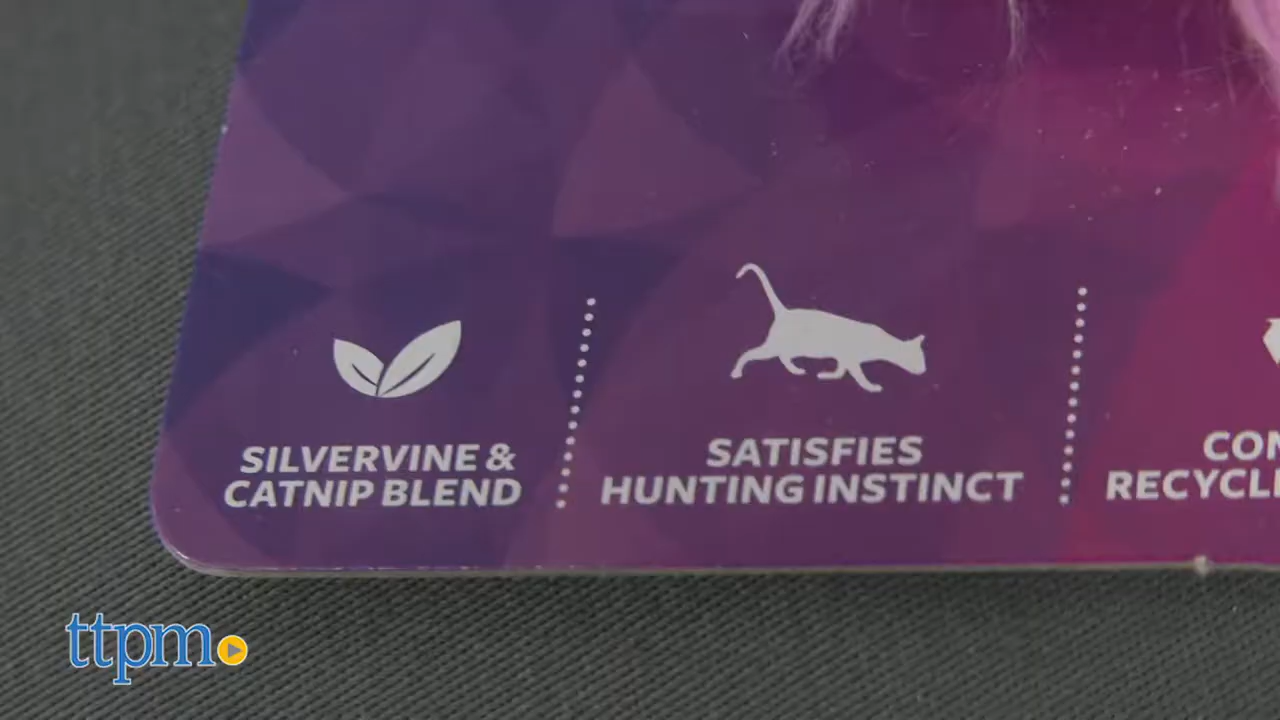 SILVERVINE &
CATNIP BLEND
SATISFIES
HUNTING INSTINCT
ttpm